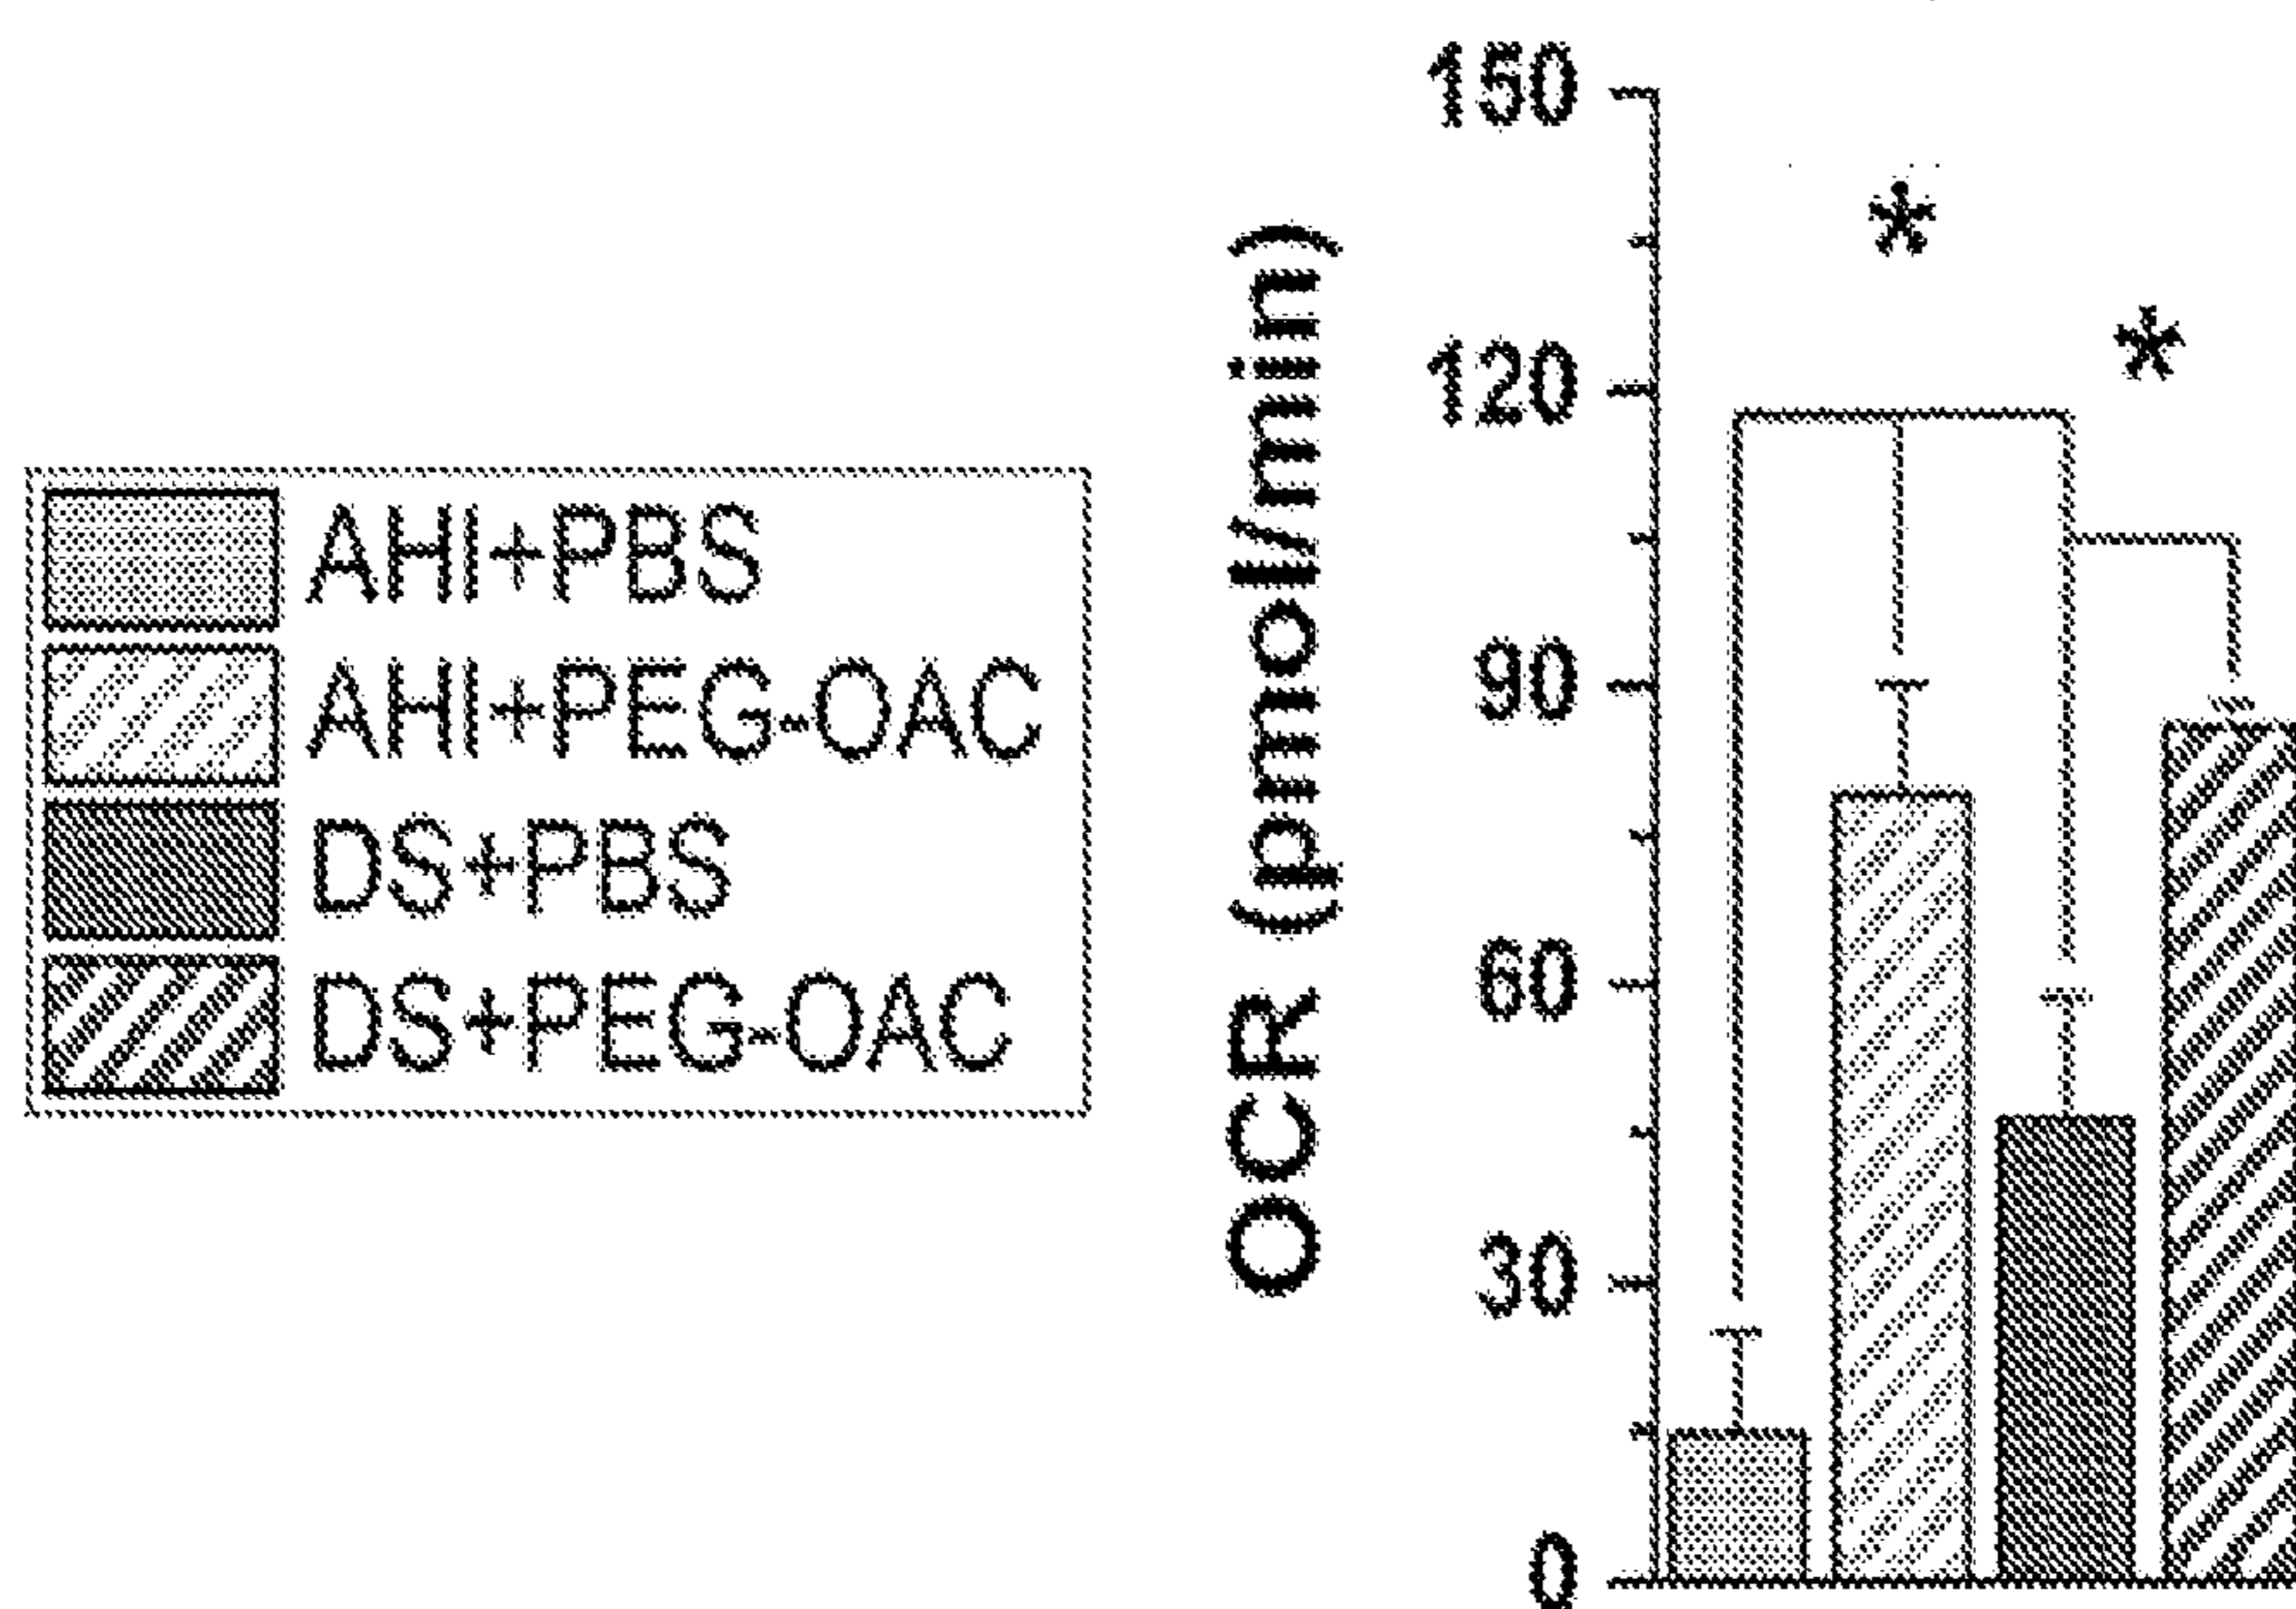 AHI+PBS
AHI+PEG-OAC
DS+PBS
DS+PEG-OAC
OCR (pmol/min)
150
120
90
60
30
0
*
*